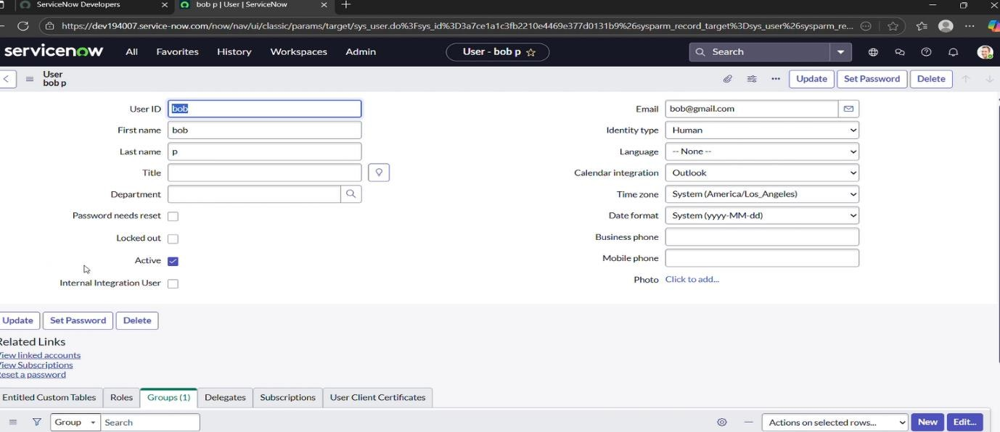 ServiceNow Developers
bob p | User | ServiceNow
https://dev194007.service-now.com/now/nav/ui/classic/params/target/sys_user.do%3Fsys_id%3D3a7ce1a1c3fb2210e4469e377d0131b9%26sysparm_record_target%3Dsys_user%26sysparm_re...
servicenow All Favorites History Workspaces Admin User - bob p Search
User
bob p
Update Set Password Delete
User ID bob
First name bob
Last name p
Title
Department
Password needs reset
Locked out
Active
Internal Integration User
Email bob@gmail.com
Identity type Human
Language -- None --
Calendar integration Outlook
Time zone System (America/Los_Angeles)
Date format System (yyyy-MM-dd)
Business phone
Mobile phone
Photo Click to add...
Update Set Password Delete
Related Links
View linked accounts
View Subscriptions
Reset a password
Entitled Custom Tables Roles Groups (1) Delegates Subscriptions User Client Certificates
Group Search Actions on selected rows... New Edit...